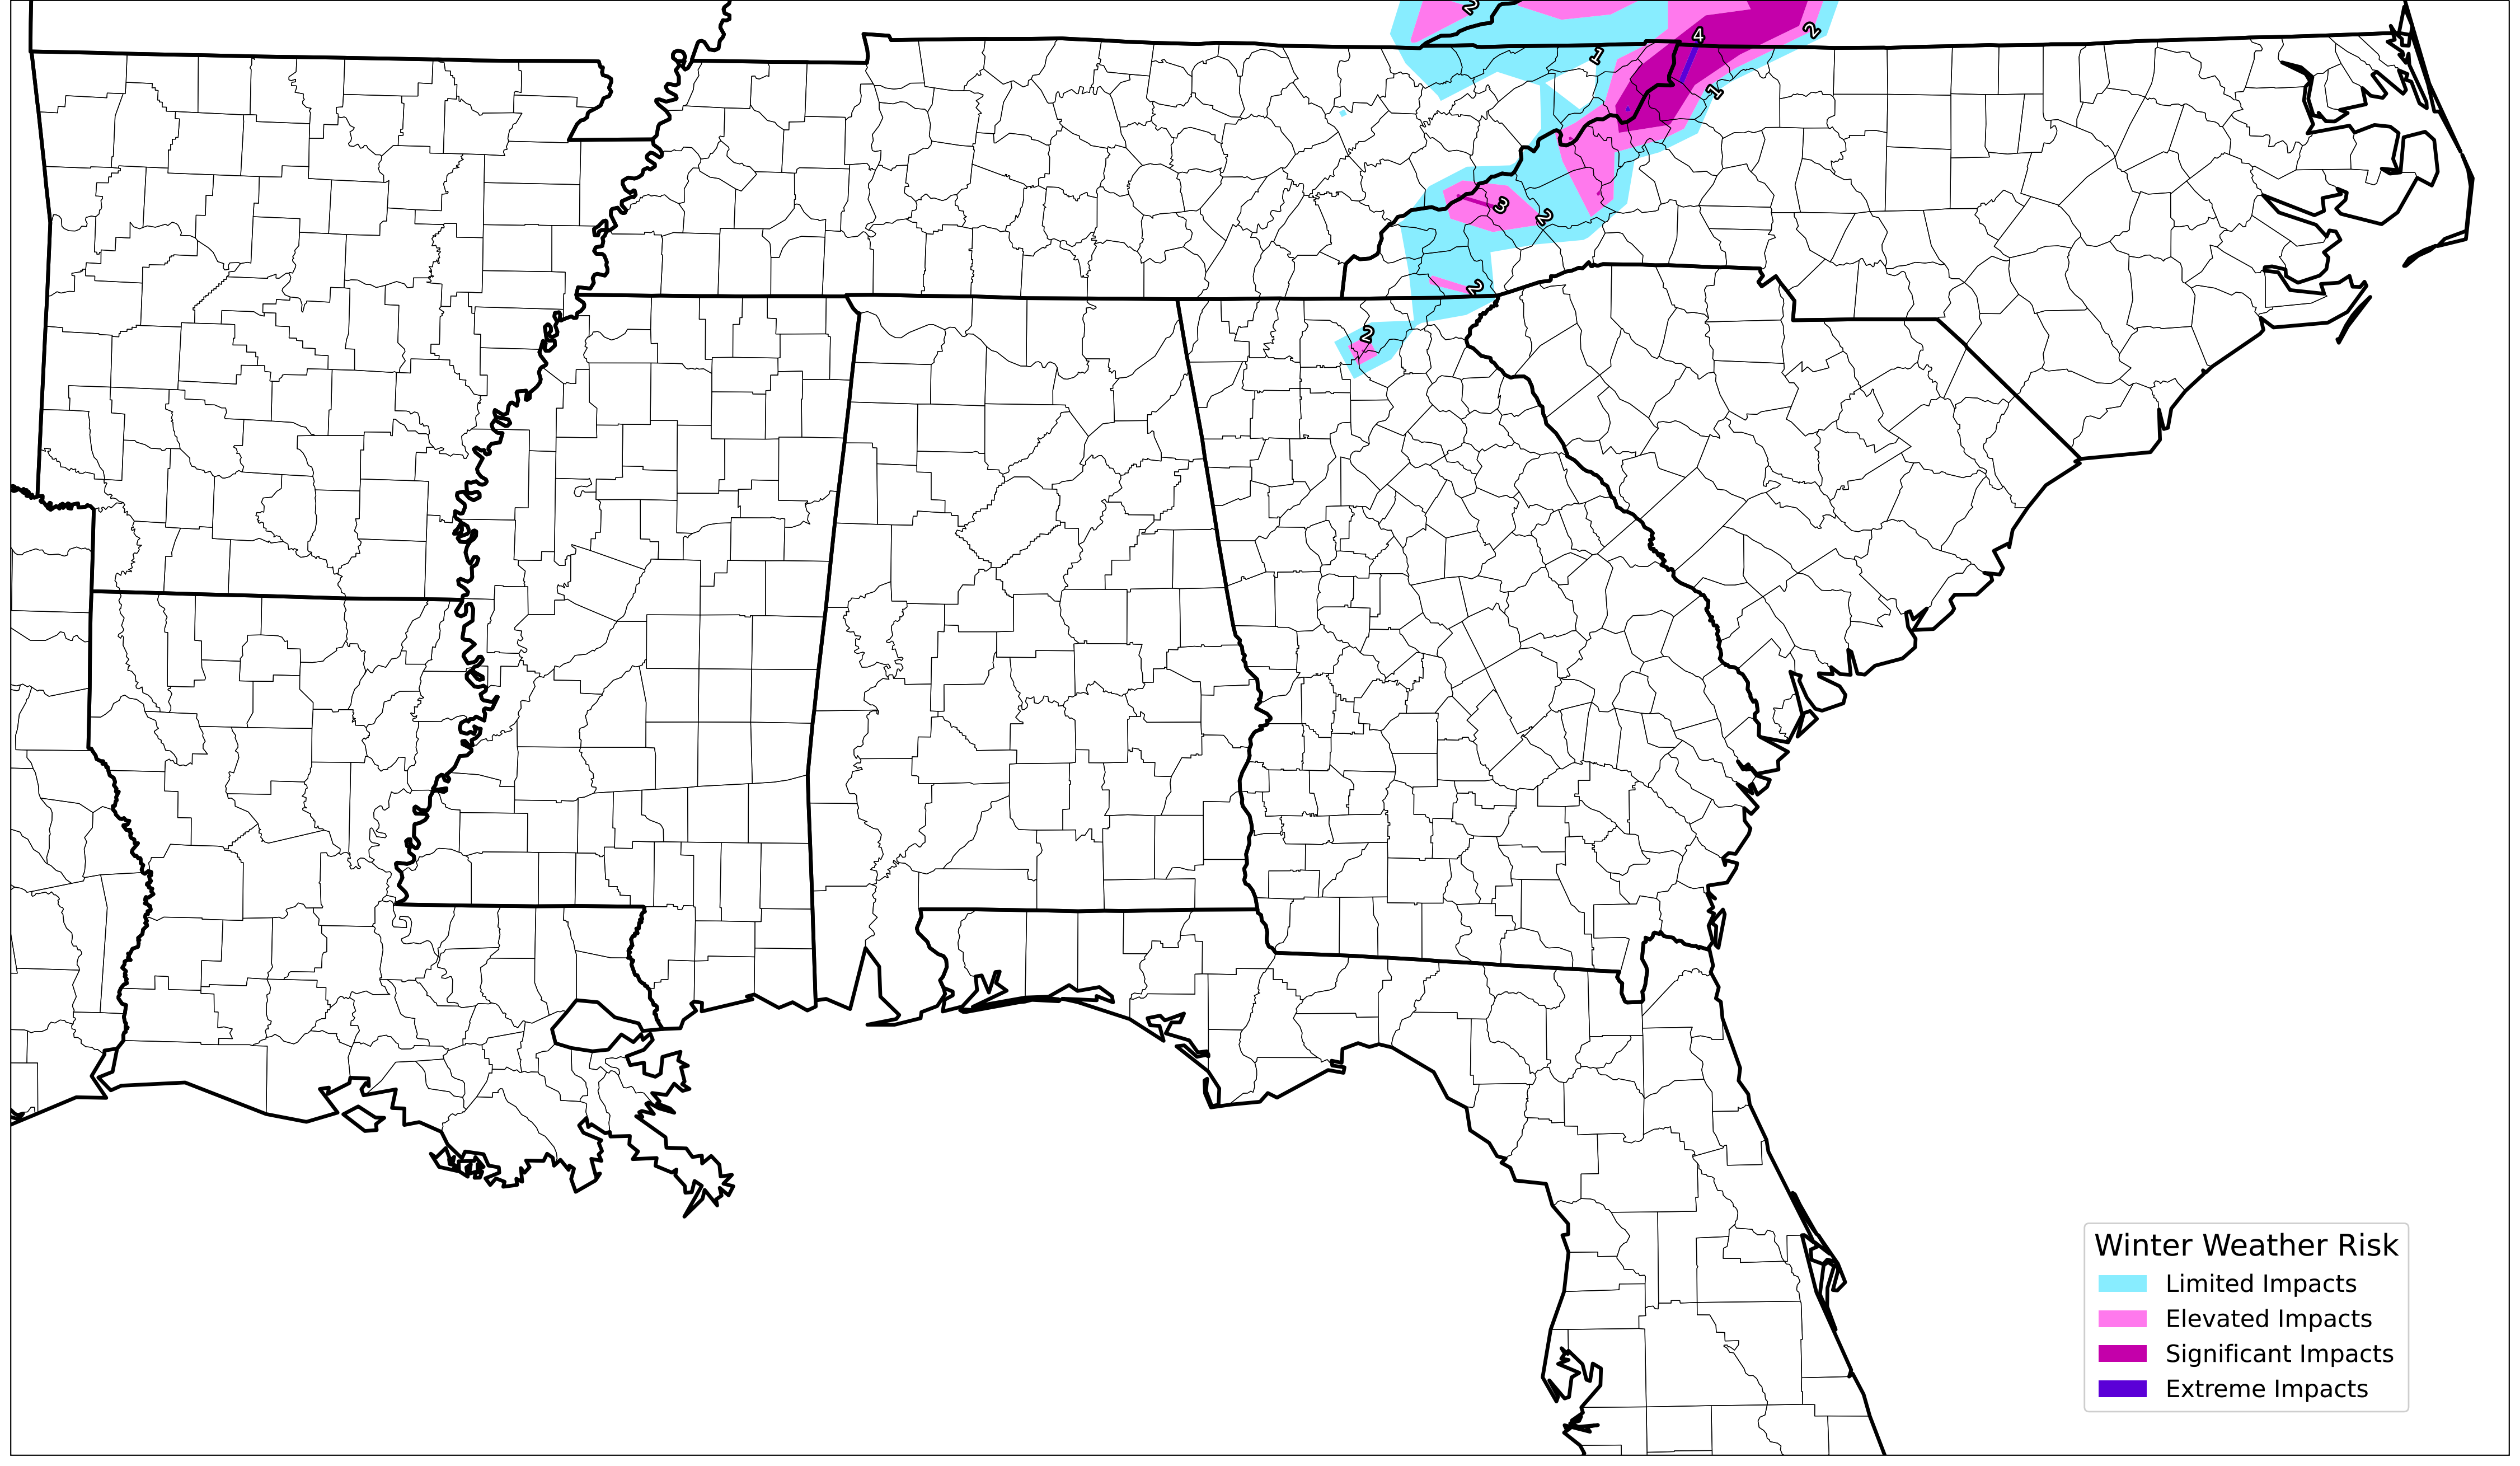 2
4
2
1
1
3
2
2
2
Winter Weather Risk
Limited Impacts
Elevated Impacts
Significant Impacts
Extreme Impacts